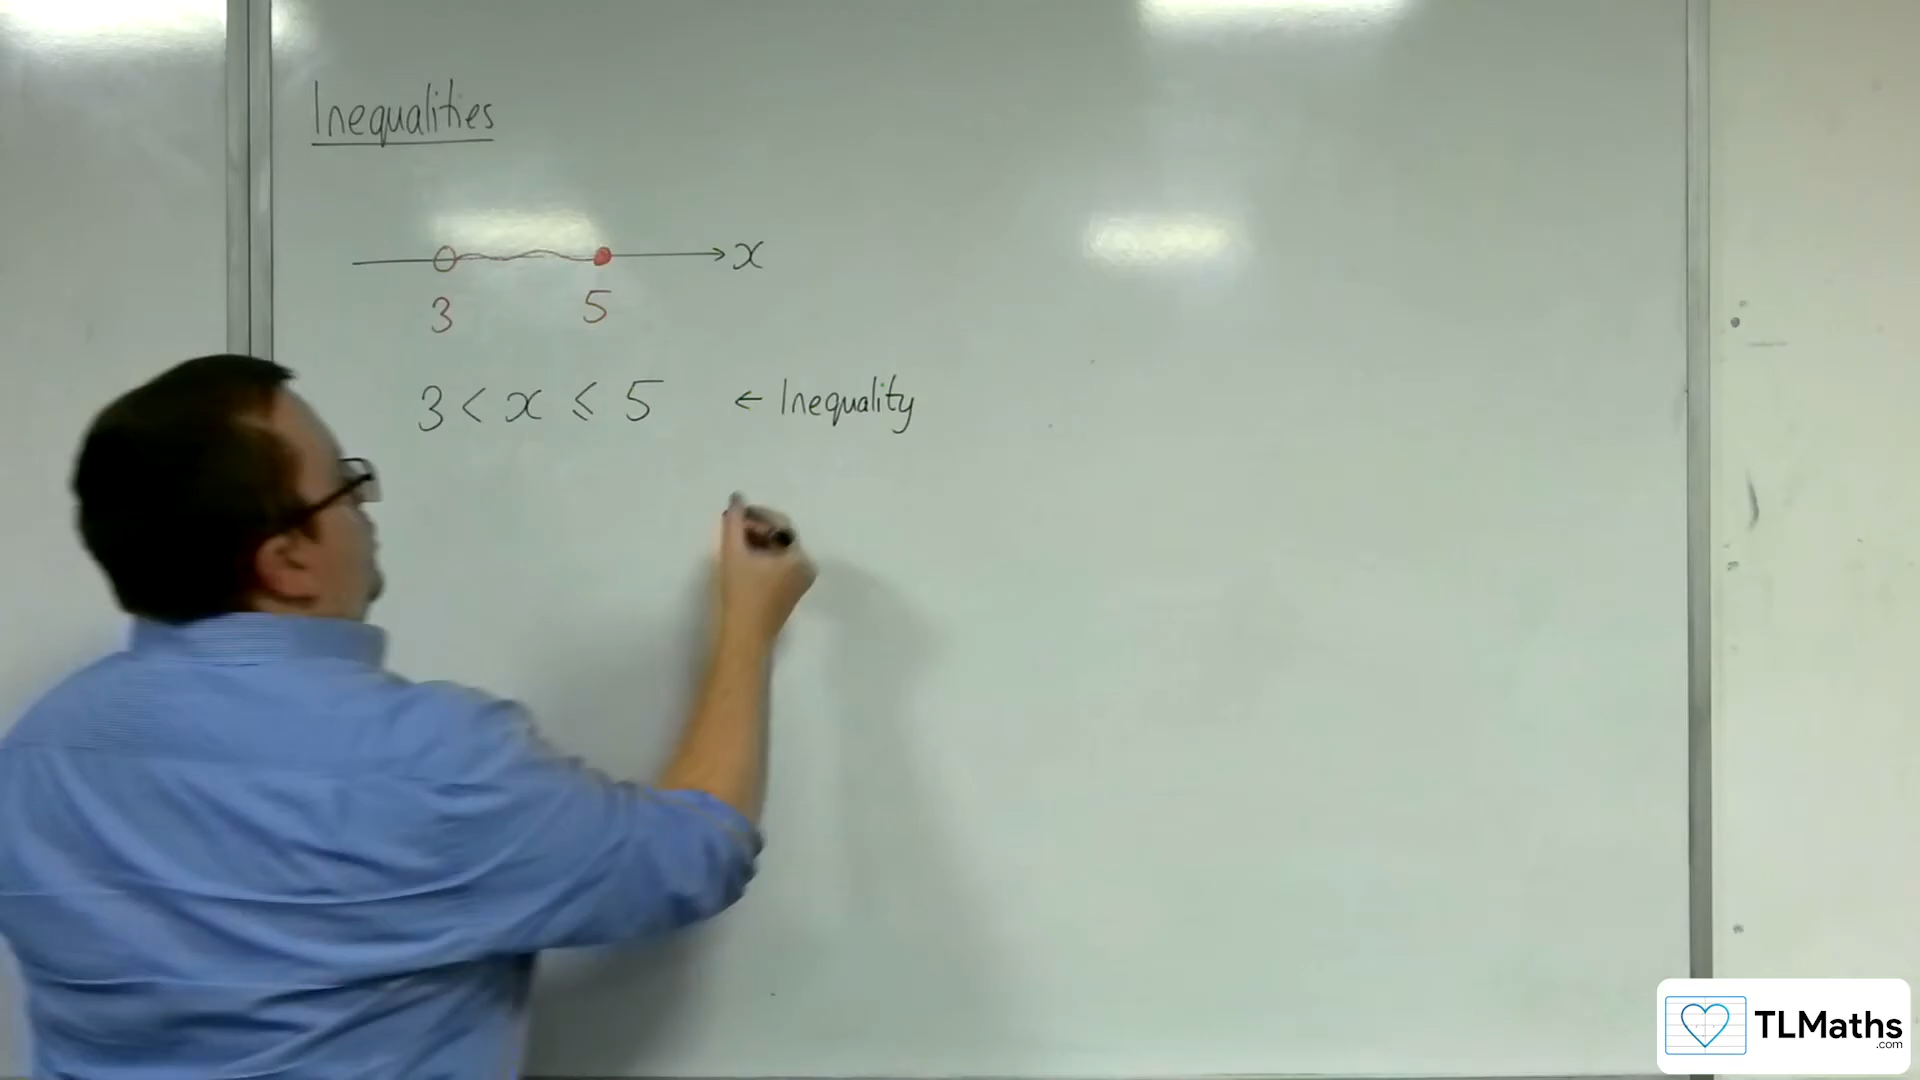 Inequalities
x
3 5
3 < x ≤ 5 ← Inequality
TLMaths
.com